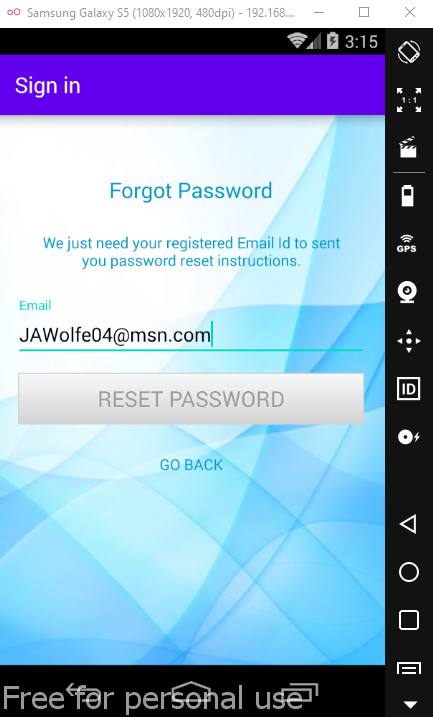 Samsung Galaxy S5 (1080x1920, 480dpi) - 192.168...
3:15
Sign in
1:1
Forgot Password
GPS
We just need your registered Email Id to sent
you password reset instructions.
Email
JAWolfe04@msn.com
ID
RESET PASSWORD
GO BACK
Free for personal use